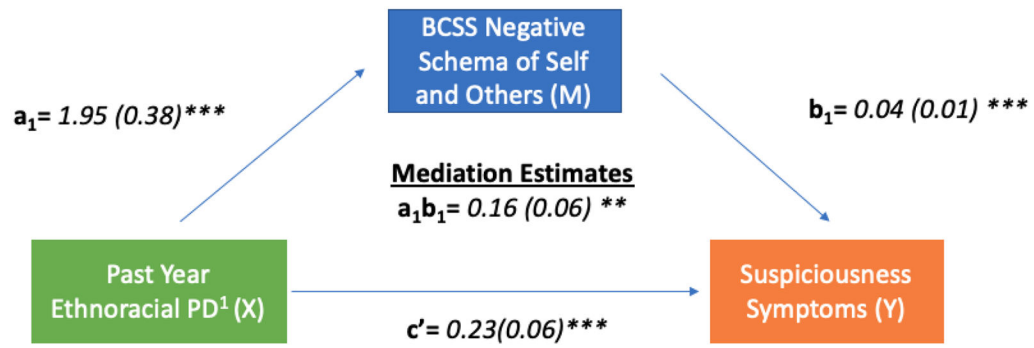 BCSS Negative
Schema of Self
and Others (M)
a₁= 1.95 (0.38)***
b₁= 0.04 (0.01) ***
Mediation Estimates
a₁b₁= 0.16 (0.06) **
Past Year
Ethnoracial PD¹ (X)
Suspiciousness
Symptoms (Y)
c’= 0.23(0.06)***